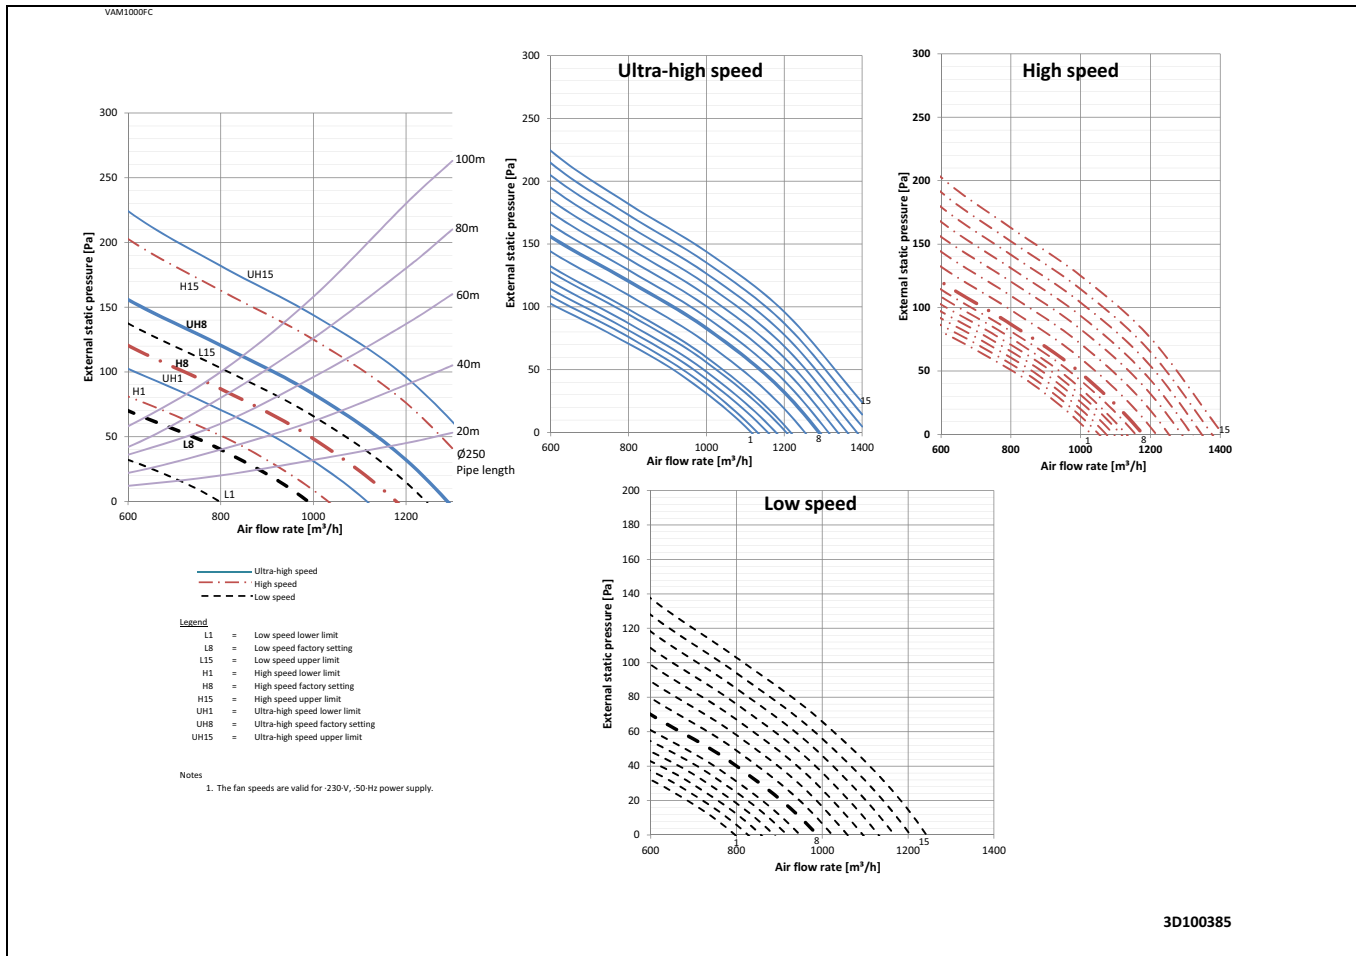 VAM1000FC
External static pressure [Pa]
300
250
200
150
100
50
0
600
800
1000
1200
Air flow rate [m³/h]
100m
80m
60m
40m
20m
Ø250
Pipe length
UH15
H15
UH8
L15
H8
UH1
H1
L8
L1
Ultra-high speed
External static pressure [Pa]
300
250
200
150
100
50
0
600
800
1000
1200
1400
1
8
15
Air flow rate [m³/h]
High speed
External static pressure [Pa]
300
250
200
150
100
50
0
600
800
1000
1200
1400
1
8
15
Air flow rate [m³/h]
Low speed
External static pressure [Pa]
200
180
160
140
120
100
80
60
40
20
0
600
800
1000
1200
1400
1
8
15
Air flow rate [m³/h]
Ultra-high speed
High speed
Low speed
Legend
L1 = Low speed lower limit
L8 = Low speed factory setting
L15 = Low speed upper limit
H1 = High speed lower limit
H8 = High speed factory setting
H15 = High speed upper limit
UH1 = Ultra-high speed lower limit
UH8 = Ultra-high speed factory setting
UH15 = Ultra-high speed upper limit
Notes
1. The fan speeds are valid for ·230·V, ·50·Hz power supply.
3D100385